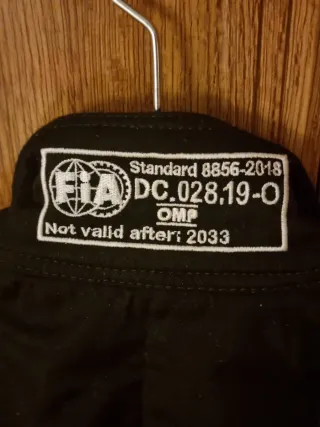 FiA
Standard 8856-2018
DC.028.19-O
OMP
Not valid after: 2033